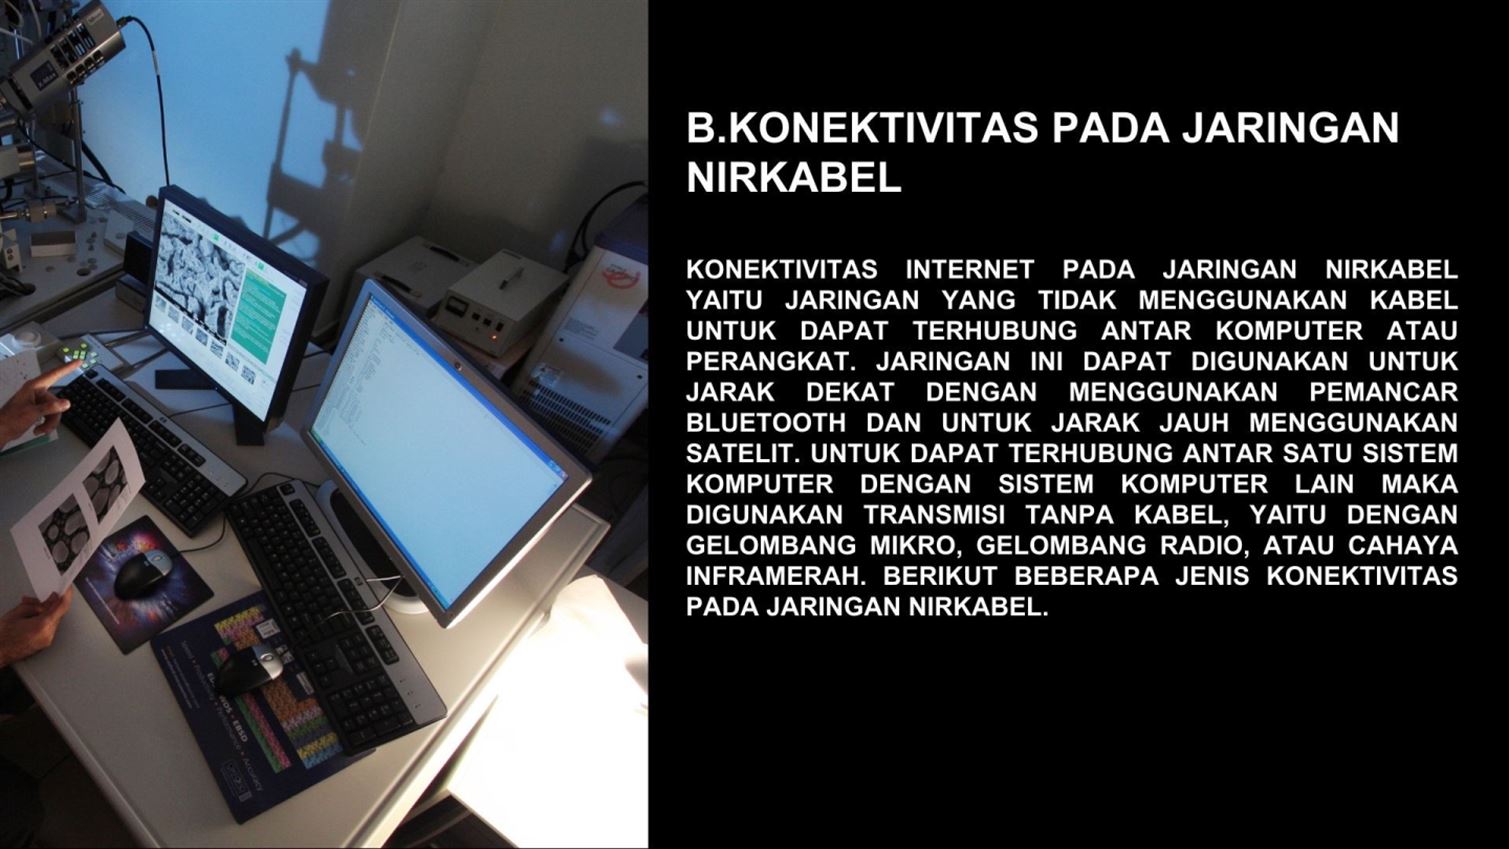 B.KONEKTIVITAS PADA JARINGAN
NIRKABEL
KONEKTIVITAS INTERNET PADA JARINGAN NIRKABEL
YAITU JARINGAN YANG TIDAK MENGGUNAKAN KABEL
UNTUK DAPAT TERHUBUNG ANTAR KOMPUTER ATAU
PERANGKAT. JARINGAN INI DAPAT DIGUNAKAN UNTUK
JARAK DEKAT DENGAN MENGGUNAKAN PEMANCAR
BLUETOOTH DAN UNTUK JARAK JAUH MENGGUNAKAN
SATELIT. UNTUK DAPAT TERHUBUNG ANTAR SATU SISTEM
KOMPUTER DENGAN SISTEM KOMPUTER LAIN MAKA
DIGUNAKAN TRANSMISI TANPA KABEL, YAITU DENGAN
GELOMBANG MIKRO, GELOMBANG RADIO, ATAU CAHAYA
INFRAMERAH. BERIKUT BEBERAPA JENIS KONEKTIVITAS
PADA JARINGAN NIRKABEL.